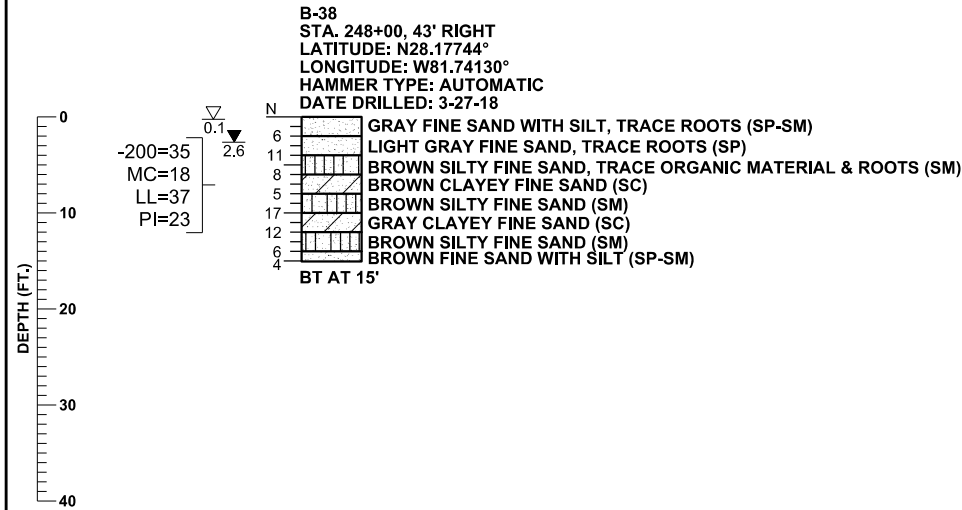 B-38
STA. 248+00, 43' RIGHT
LATITUDE: N28.17744°
LONGITUDE: W81.74130°
HAMMER TYPE: AUTOMATIC
DATE DRILLED: 3-27-18
DEPTH (FT.)
0
10
20
30
40
0.1
2.6
-200=35
MC=18
LL=37
PI=23
N
6
11
8
5
17
12
6
4
GRAY FINE SAND WITH SILT, TRACE ROOTS (SP-SM)
LIGHT GRAY FINE SAND, TRACE ROOTS (SP)
BROWN SILTY FINE SAND, TRACE ORGANIC MATERIAL & ROOTS (SM)
BROWN CLAYEY FINE SAND (SC)
BROWN SILTY FINE SAND (SM)
GRAY CLAYEY FINE SAND (SC)
BROWN SILTY FINE SAND (SM)
BROWN FINE SAND WITH SILT (SP-SM)
BT AT 15'